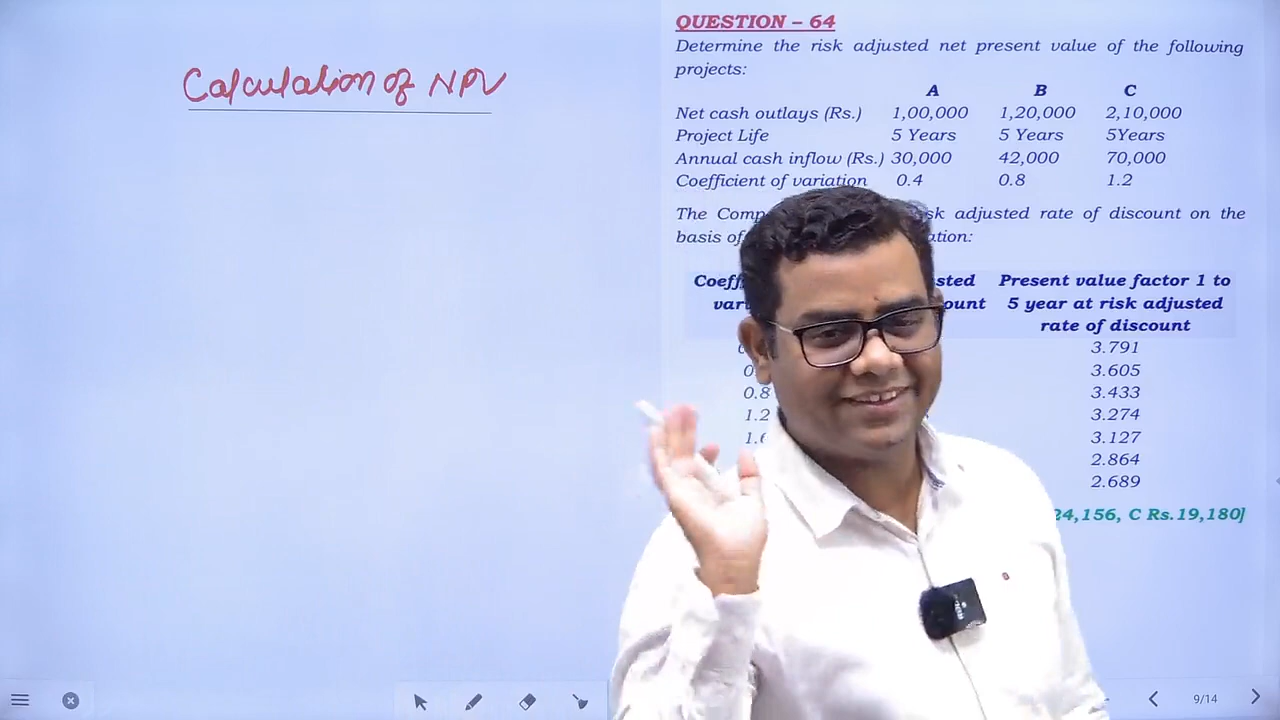 Calculation of NPV
QUESTION – 64
Determine the risk adjusted net present value of the following
projects:
A B C
Net cash outlays (Rs.) 1,00,000 1,20,000 2,10,000
Project Life 5 Years 5 Years 5Years
Annual cash inflow (Rs.) 30,000 42,000 70,000
Coefficient of variation 0.4 0.8 1.2
The adjusted rate of discount on the
basis of
Present value factor 1 to
5 year at risk adjusted
rate of discount
3.791
3.605
0.8 3.433
1.2 3.274
3.127
2.864
2.689
24,156, C Rs.19,180]
9/14